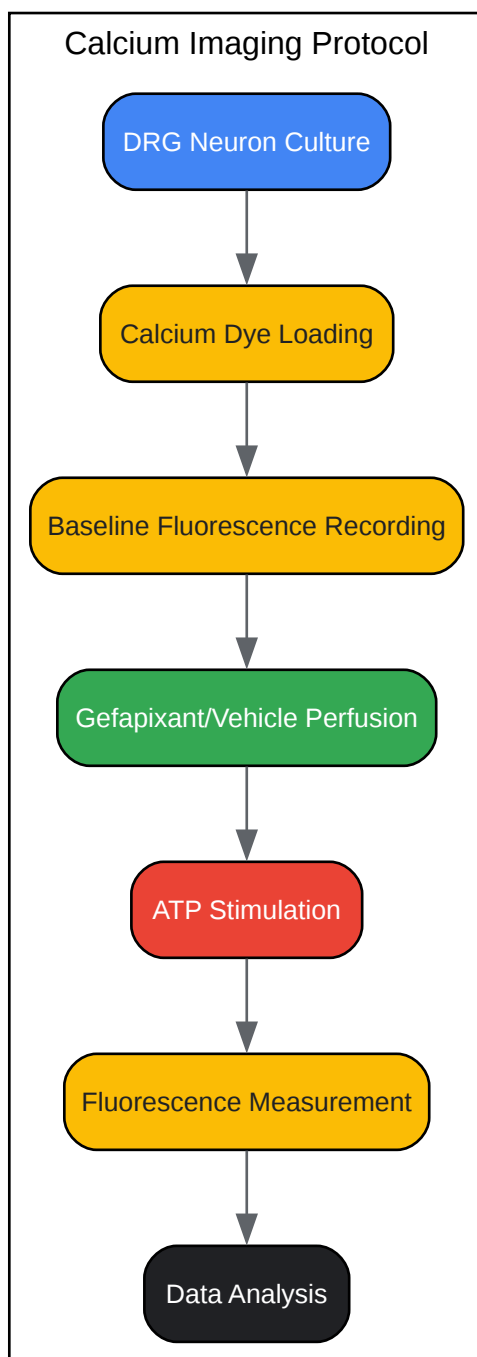 Calcium Imaging Protocol
DRG Neuron Culture
Calcium Dye Loading
Baseline Fluorescence Recording
Gefapixant/Vehicle Perfusion
ATP Stimulation
Fluorescence Measurement
Data Analysis